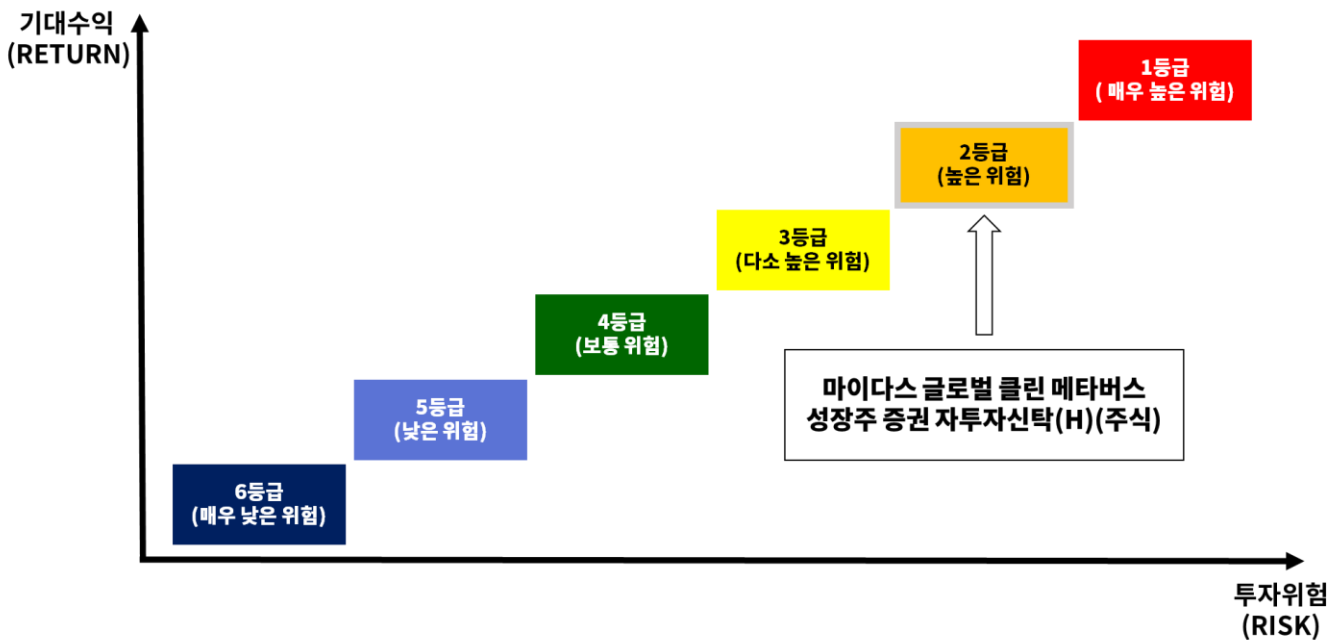 기대수익
(RETURN)
1등급
( 매우 높은 위험)
2등급
(높은 위험)
3등급
(다소 높은 위험)
4등급
(보통 위험)
마이다스 글로벌 클린 메타버스
성장주 증권 자투자신탁(H)(주식)
5등급
(낮은 위험)
6등급
(매우 낮은 위험)
투자위험
(RISK)